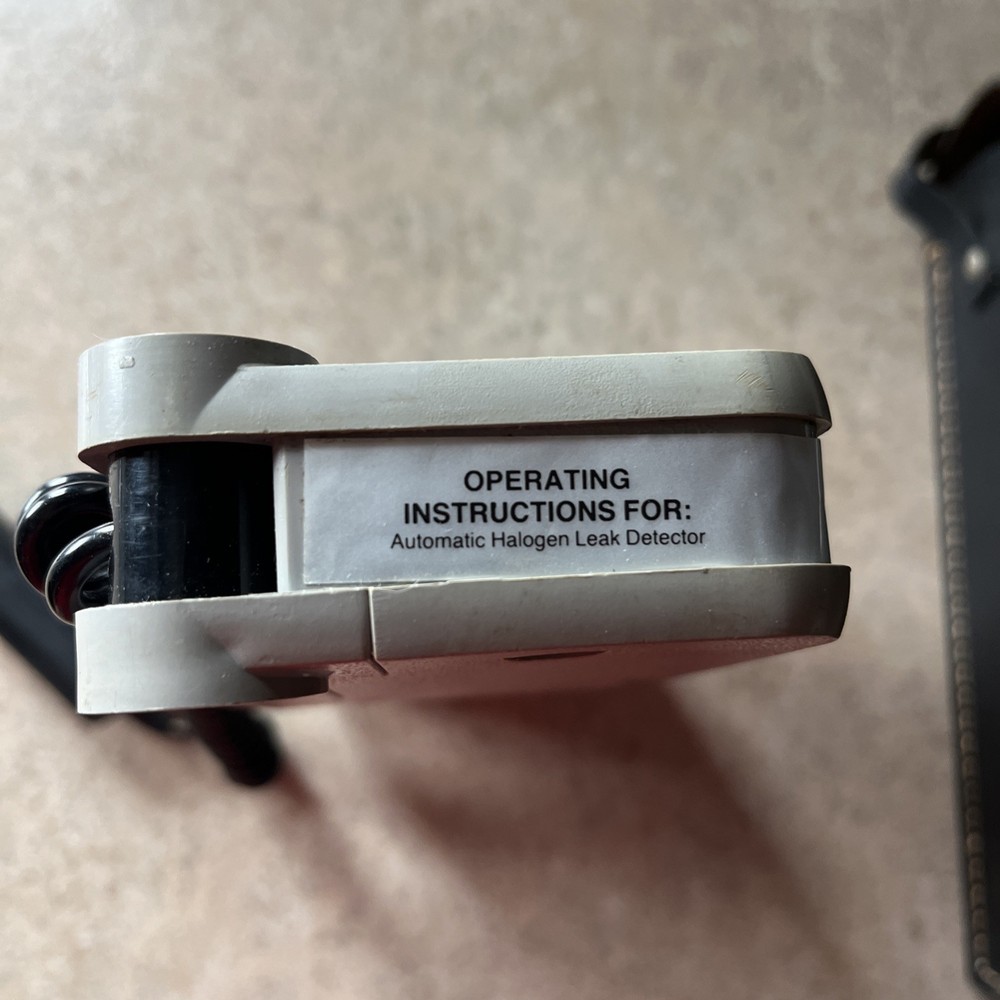 OPERATING
INSTRUCTIONS FOR:
Automatic Halogen Leak Detector